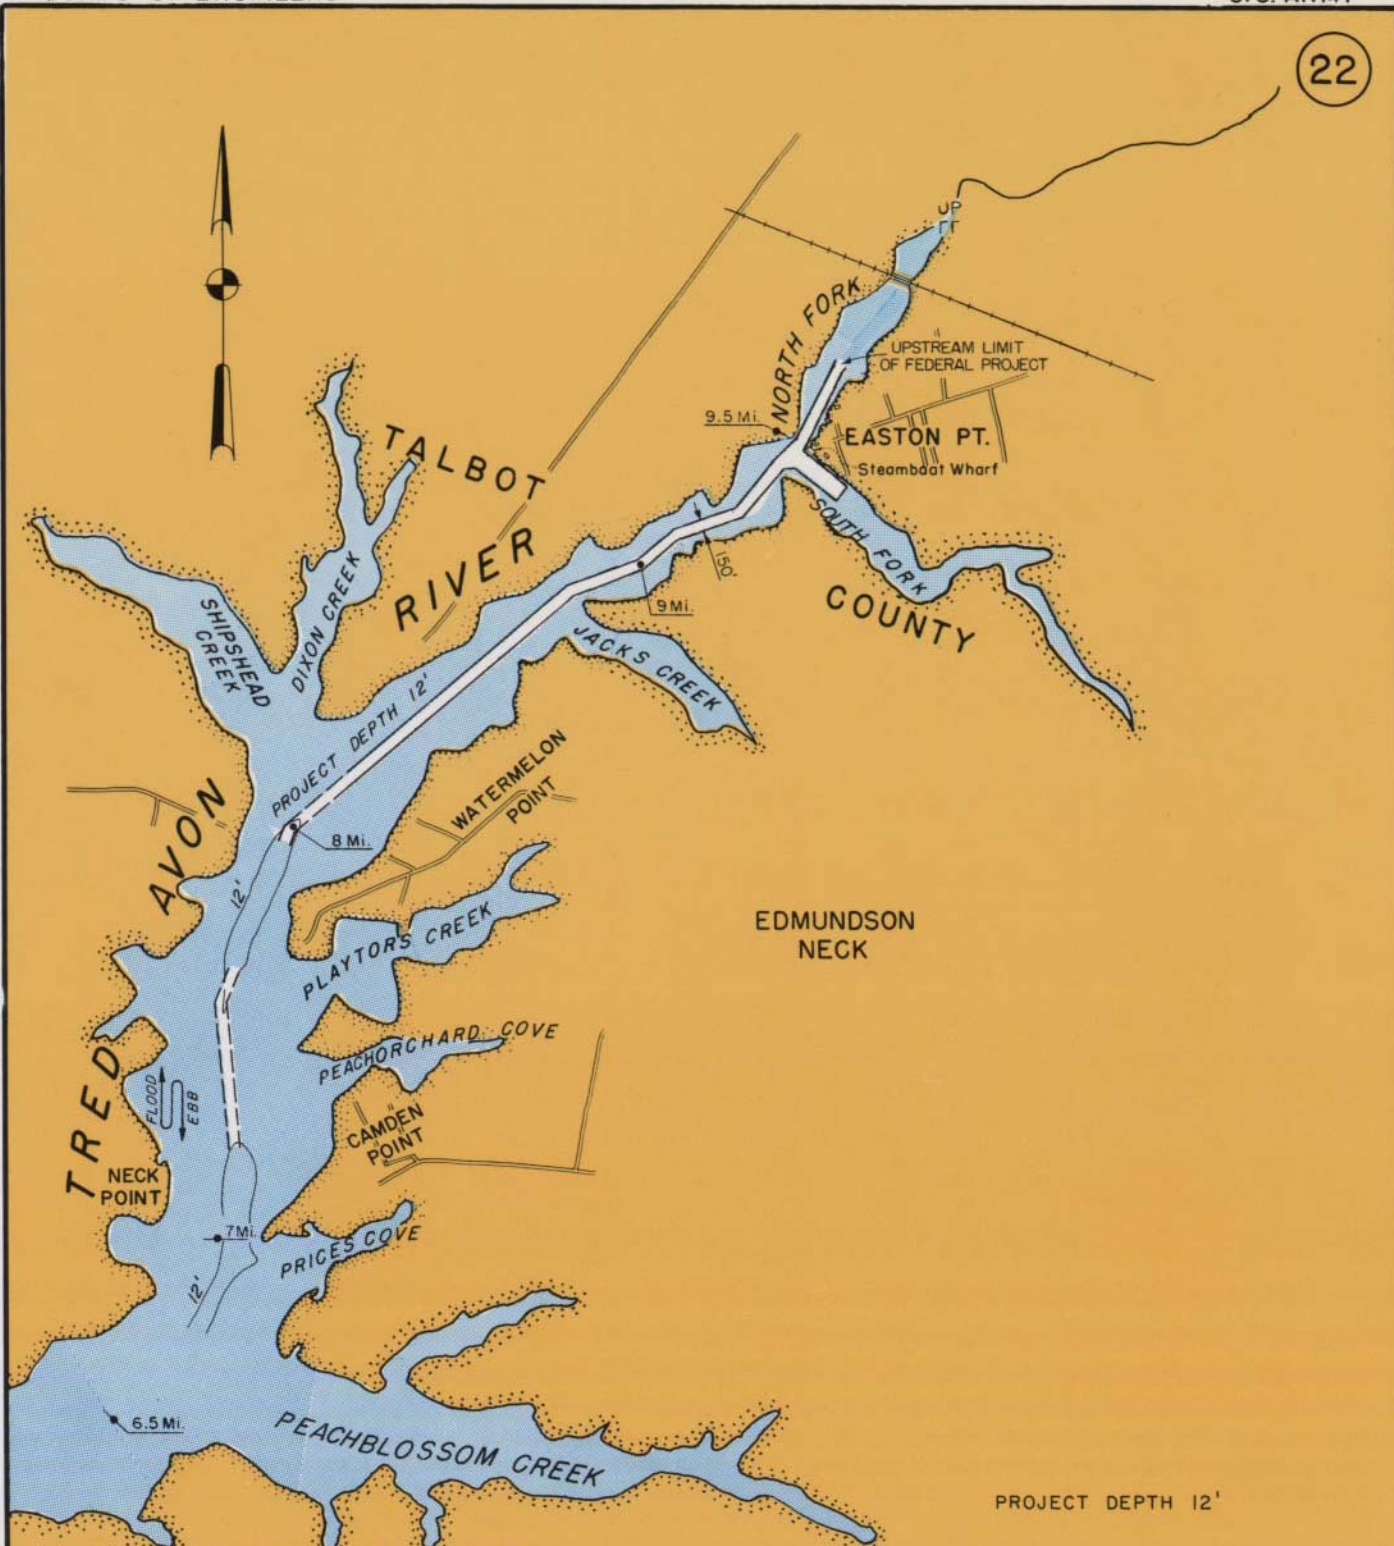 22
UP
UPSTREAM LIMIT
OF FEDERAL PROJECT
NORTH FORK
9.5 Mi.
EASTON PT.
Steamboat Wharf
TALBOT
SOUTH FORK
RIVER
150'
9 Mi.
COUNTY
SHIPSHEAD
CREEK
DIXON CREEK
JACKS CREEK
PROJECT DEPTH 12'
WATERMELON
POINT
AVON
8 Mi.
12'
EDMUNDSON
NECK
PLAYTORS CREEK
PEACHORCHARD COVE
TRED
FLOOD
EBB
CAMDEN
POINT
NECK
POINT
7 Mi.
PRICES COVE
12'
6.5 Mi.
PEACHBLOSSOM CREEK
PROJECT DEPTH 12'